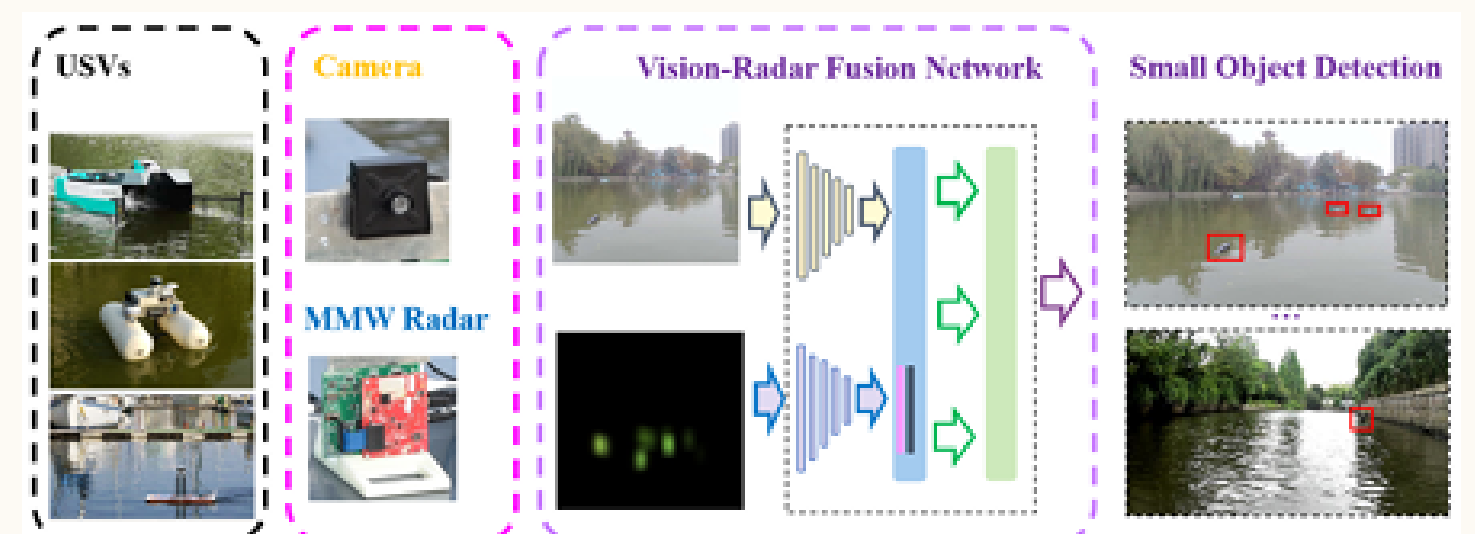 USVs
Camera
MMW Radar
Vision-Radar Fusion Network
Small Object Detection
...